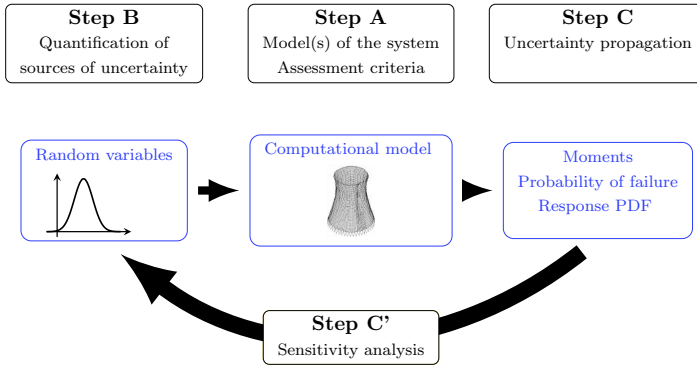 Step B
Quantification of
sources of uncertainty
Step A
Model(s) of the system
Assessment criteria
Step C
Uncertainty propagation
Random variables
Computational model
Moments
Probability of failure
Response PDF
Step C'
Sensitivity analysis